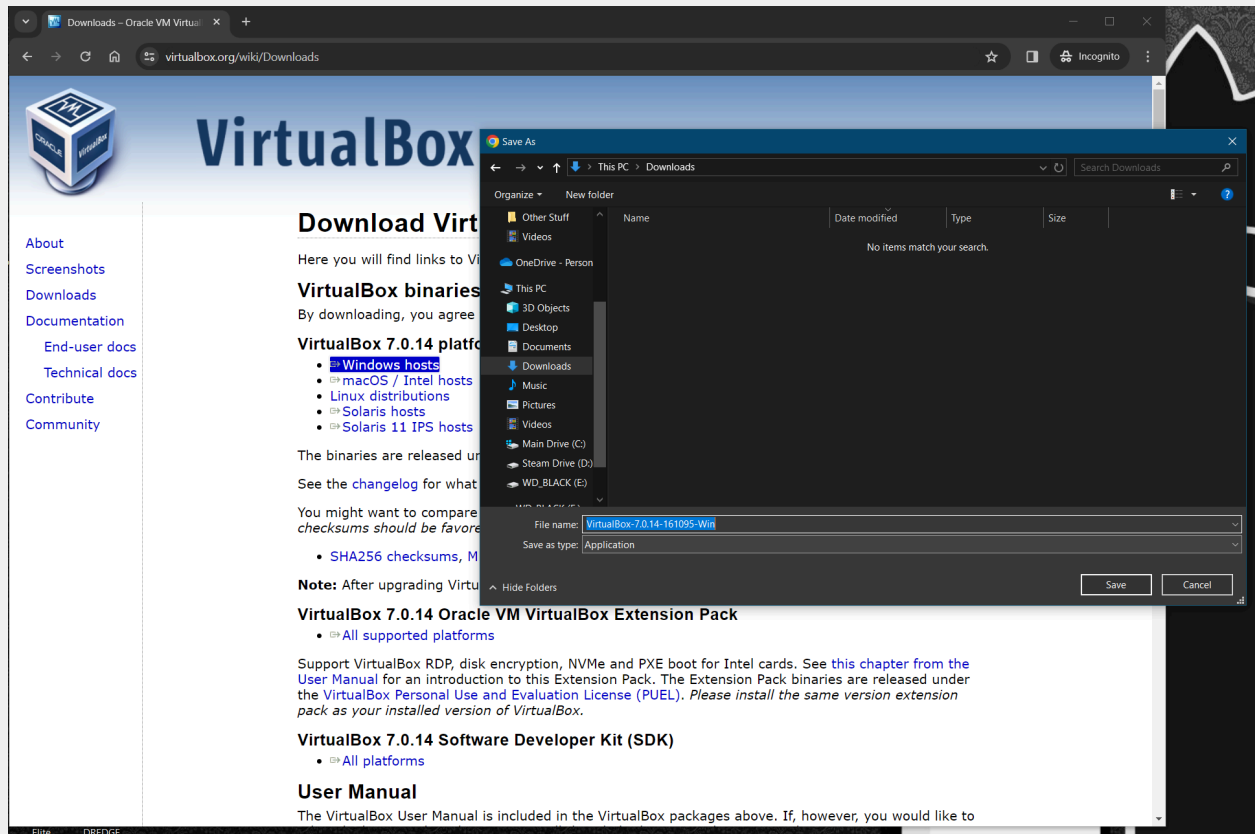 Downloads – Oracle VM Virtual
virtualbox.org/wiki/Downloads
Incognito
ORACLE
VirtualBox
VirtualBox
About
Screenshots
Downloads
Documentation
End-user docs
Technical docs
Contribute
Community
Download Virt
Here you will find links to Vi
VirtualBox binaries
By downloading, you agree
VirtualBox 7.0.14 platfo
Windows hosts
macOS / Intel hosts
Linux distributions
Solaris hosts
Solaris 11 IPS hosts
The binaries are released un
See the changelog for what
You might want to compare
checksums should be favore
SHA256 checksums, M
Note: After upgrading Virtu
Save As
This PC > Downloads
Search Downloads
Organize
New folder
Other Stuff
Videos
OneDrive - Person
This PC
3D Objects
Desktop
Documents
Downloads
Music
Pictures
Videos
Main Drive (C:)
Steam Drive (D:)
WD_BLACK (E:)
Name
Date modified
Type
Size
No items match your search.
File name:
VirtualBox-7.0.14-161095-Win
Save as type:
Application
Hide Folders
Save
Cancel
VirtualBox 7.0.14 Oracle VM VirtualBox Extension Pack
All supported platforms
Support VirtualBox RDP, disk encryption, NVMe and PXE boot for Intel cards. See this chapter from the
User Manual for an introduction to this Extension Pack. The Extension Pack binaries are released under
the VirtualBox Personal Use and Evaluation License (PUEL). Please install the same version extension
pack as your installed version of VirtualBox.
VirtualBox 7.0.14 Software Developer Kit (SDK)
All platforms
User Manual
The VirtualBox User Manual is included in the VirtualBox packages above. If, however, you would like to
Elite
DREDGE